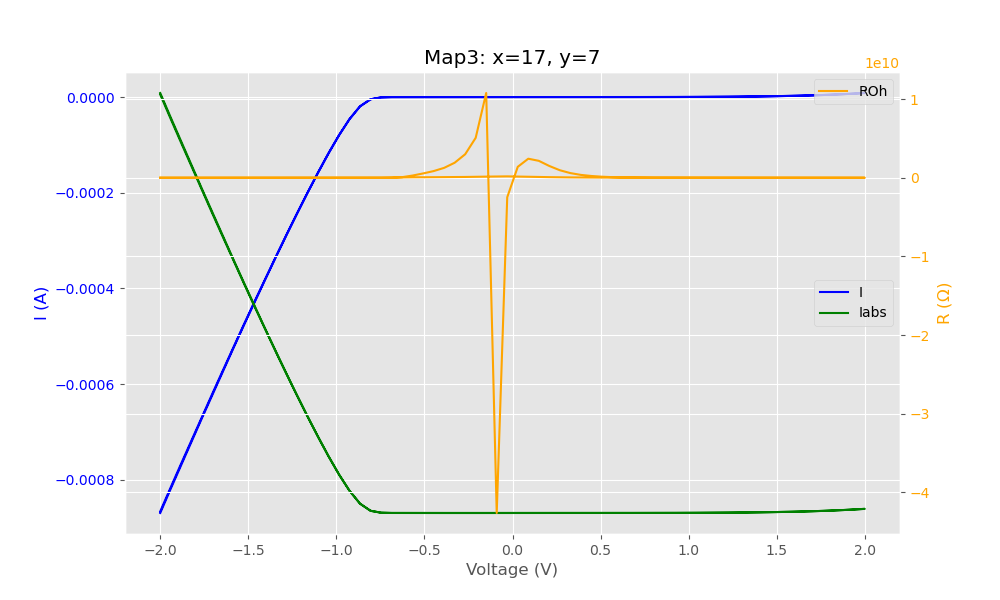 Map3: x=17, y=7
1e10
0.0000
−0.0002
−0.0004
−0.0006
−0.0008
I (A)
ROh
I
Iabs
1
0
−1
−2
−3
−4
R (Ω)
−2.0 −1.5 −1.0 −0.5 0.0 0.5 1.0 1.5 2.0
Voltage (V)